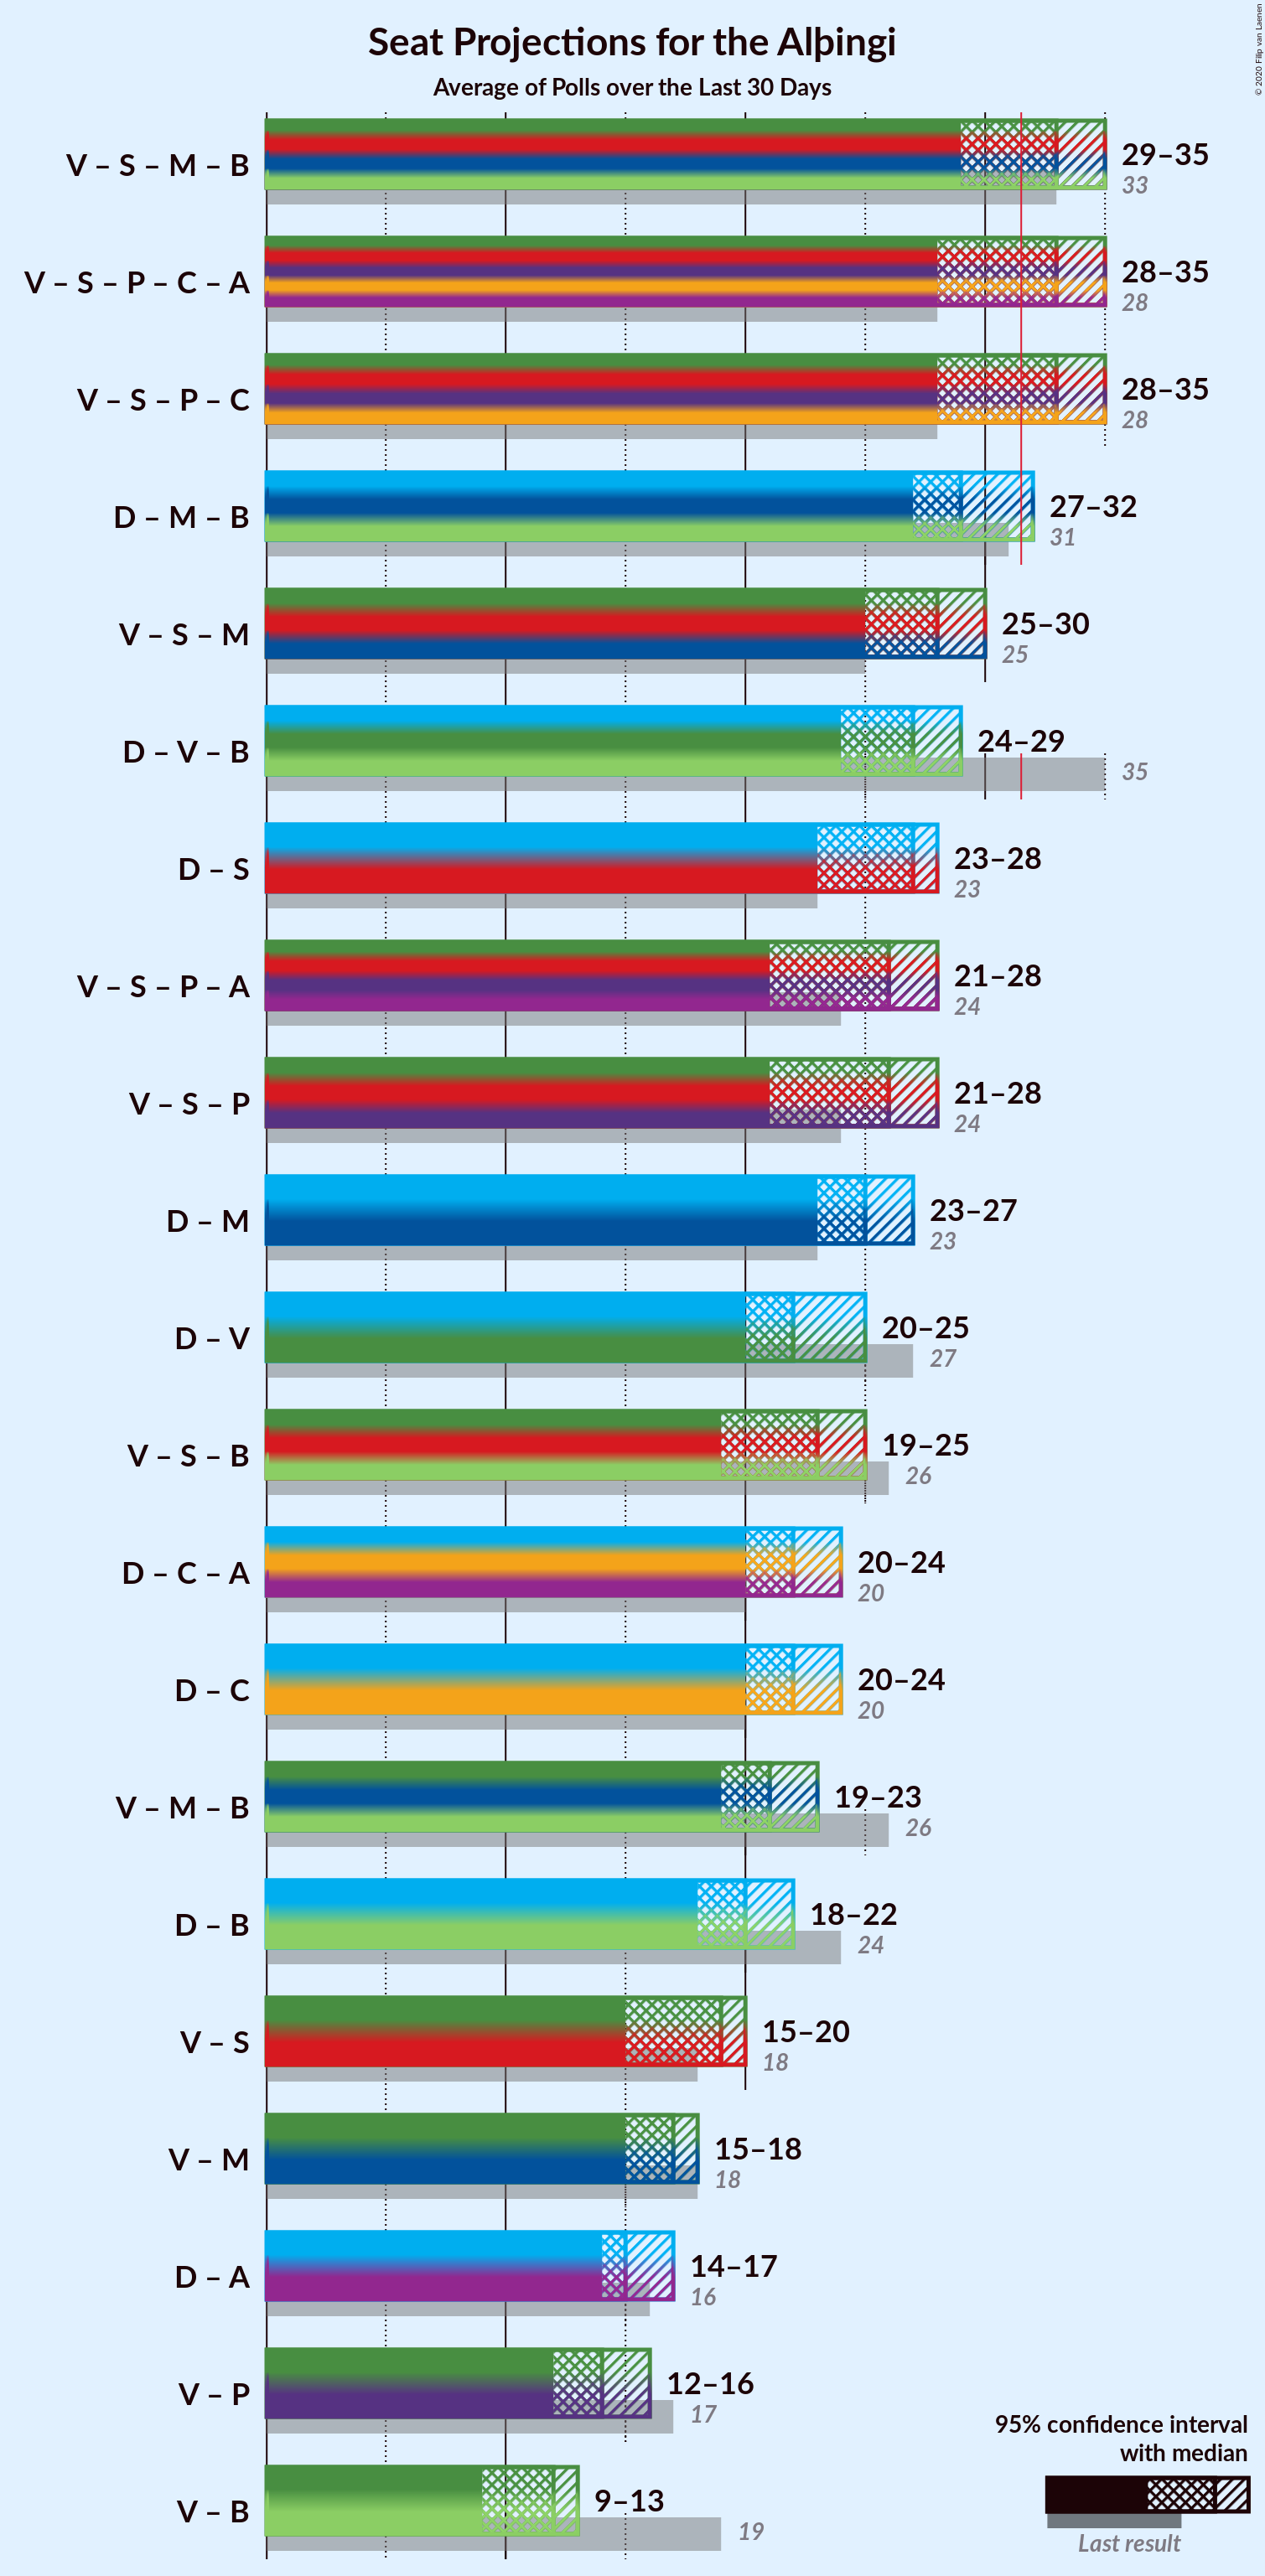 Seat Projections for the Alþingi
Average of Polls over the Last 30 Days
© 2020 Filip van Laenen
V – S – M – B
29–35
33
V – S – P – C – A
28–35
28
V – S – P – C
28–35
28
D – M – B
27–32
31
V – S – M
25–30
25
D – V – B
24–29
35
D – S
23–28
23
V – S – P – A
21–28
24
V – S – P
21–28
24
D – M
23–27
23
D – V
20–25
27
V – S – B
19–25
26
D – C – A
20–24
20
D – C
20–24
20
V – M – B
19–23
26
D – B
18–22
24
V – S
15–20
18
V – M
15–18
18
D – A
14–17
16
V – P
12–16
17
V – B
9–13
19
95% confidence interval
with median
Last result